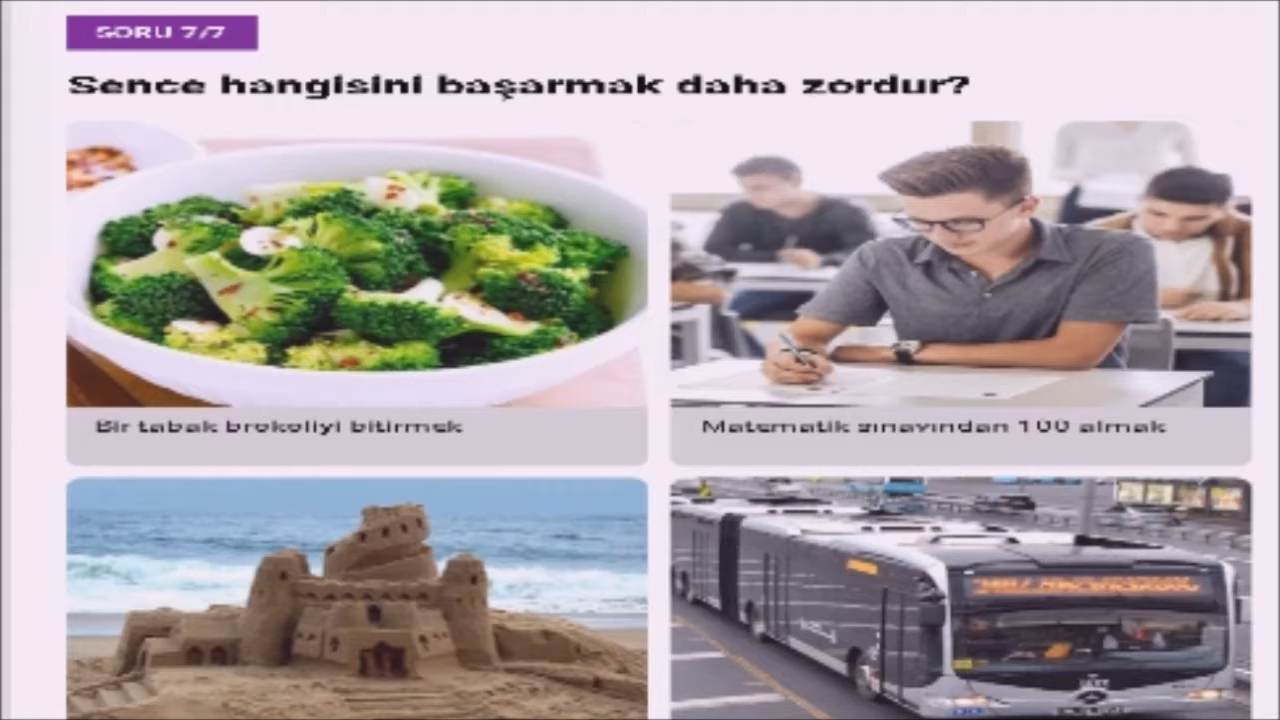 SORU 7/7
Sence hangisini başarmak daha zordur?
Bir tabak brokoliyi bitirmek
Matematik sınavından 100 almak